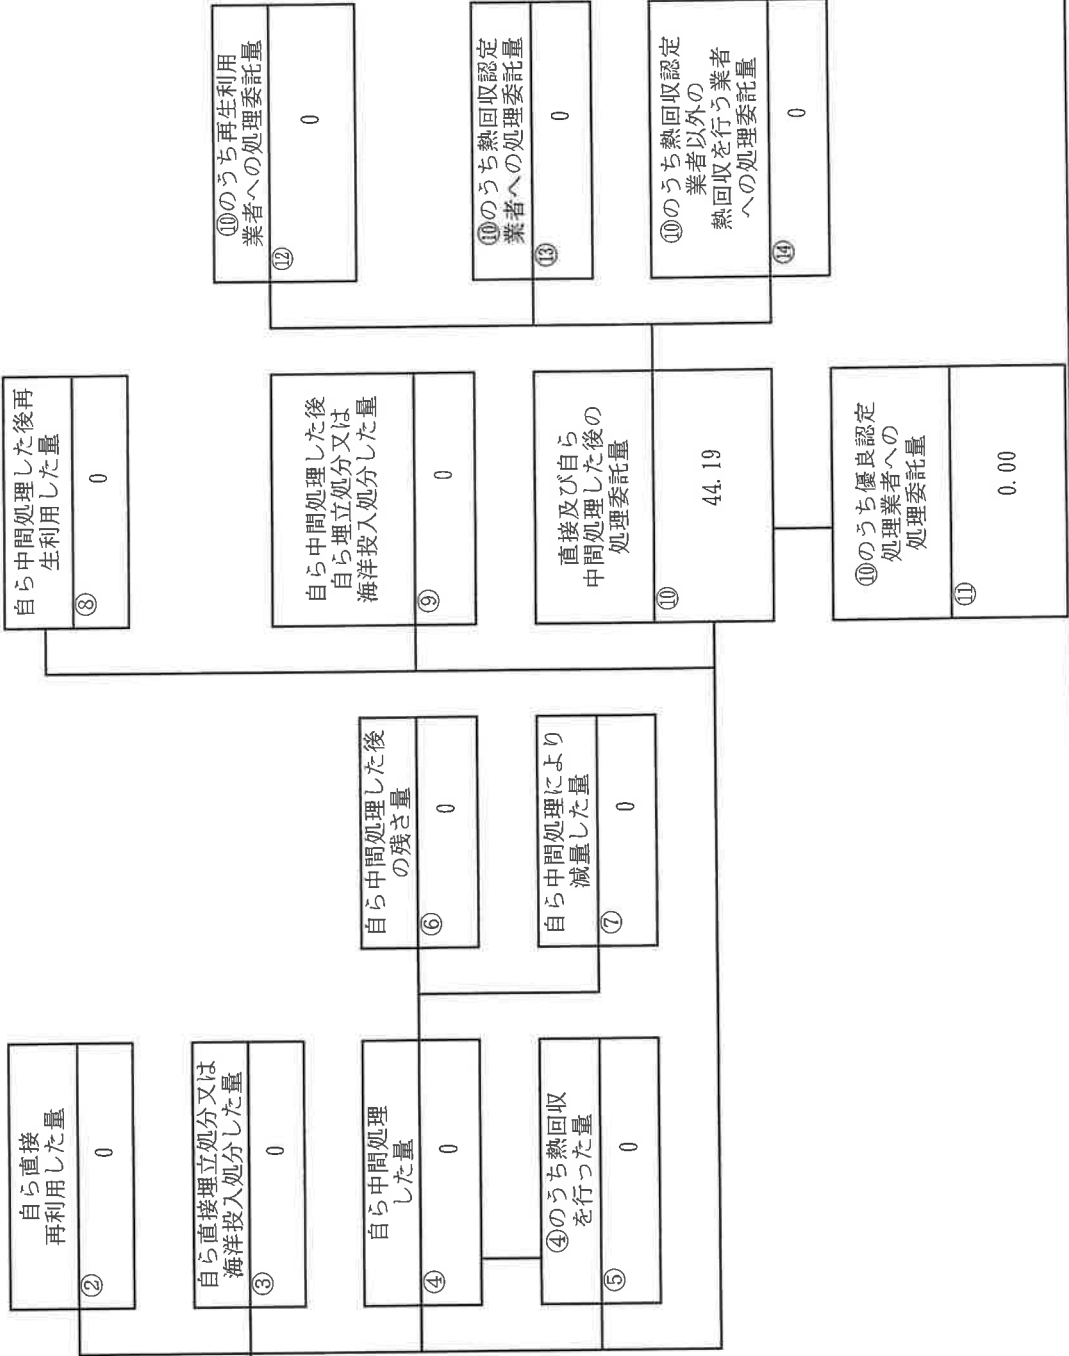 自ら直接
再利用した量
② 0
自ら直接埋立処分又は
海洋投入処分した量
③ 0
自ら中間処理
した量
④ 0
④のうち熱回収
を行った量
⑤ 0
自ら中間処理した後
の残さ量
⑥ 0
自ら中間処理により
減量した量
⑦ 0
自ら中間処理した後再
生利用した量
⑧ 0
自ら中間処理した後
自ら埋立処分又は
海洋投入処分した量
⑨ 0
直接及び自ら
中間処理した後の
処理委託量
⑩ 44.19
⑩のうち優良認定
処理業者への
処理委託量
⑪ 0.00
⑩のうち再生利用
業者への処理委託量
⑫ 0
⑩のうち熱回収認定
業者への処理委託量
⑬ 0
⑩のうち熱回収認定
業者以外の
熱回収を行う業者
への処理委託量
⑭ 0